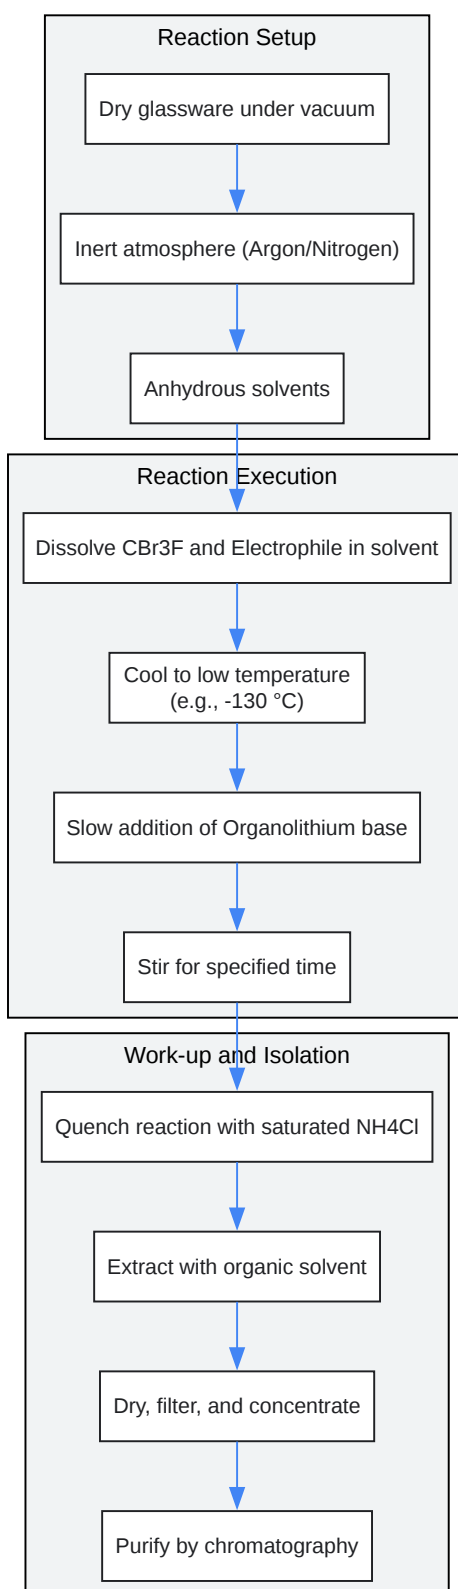 Reaction Setup
Dry glassware under vacuum
Inert atmosphere (Argon/Nitrogen)
Anhydrous solvents
Reaction Execution
Dissolve CBr3F and Electrophile in solvent
Cool to low temperature
(e.g., -130 °C)
Slow addition of Organolithium base
Stir for specified time
Work-up and Isolation
Quench reaction with saturated NH4Cl
Extract with organic solvent
Dry, filter, and concentrate
Purify by chromatography